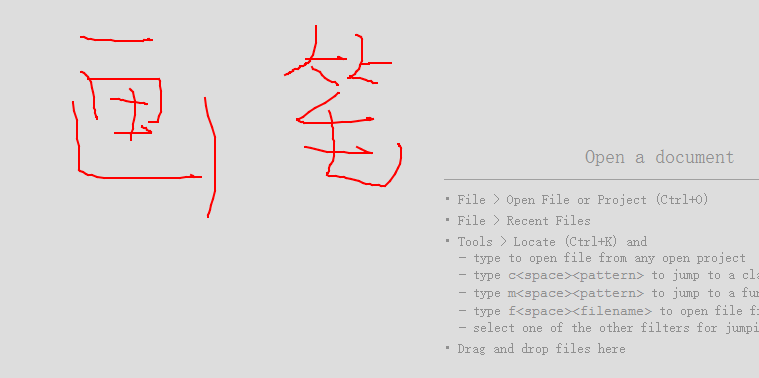 画笔
Open a document
• File > Open File or Project (Ctrl+O)
• File > Recent Files
• Tools > Locate (Ctrl+K) and
– type to open file from any open project
– type c<space><pattern> to jump to a cla
– type m<space><pattern> to jump to a fu
– type f<space><filename> to open file f
– select one of the other filters for jumpi
• Drag and drop files here